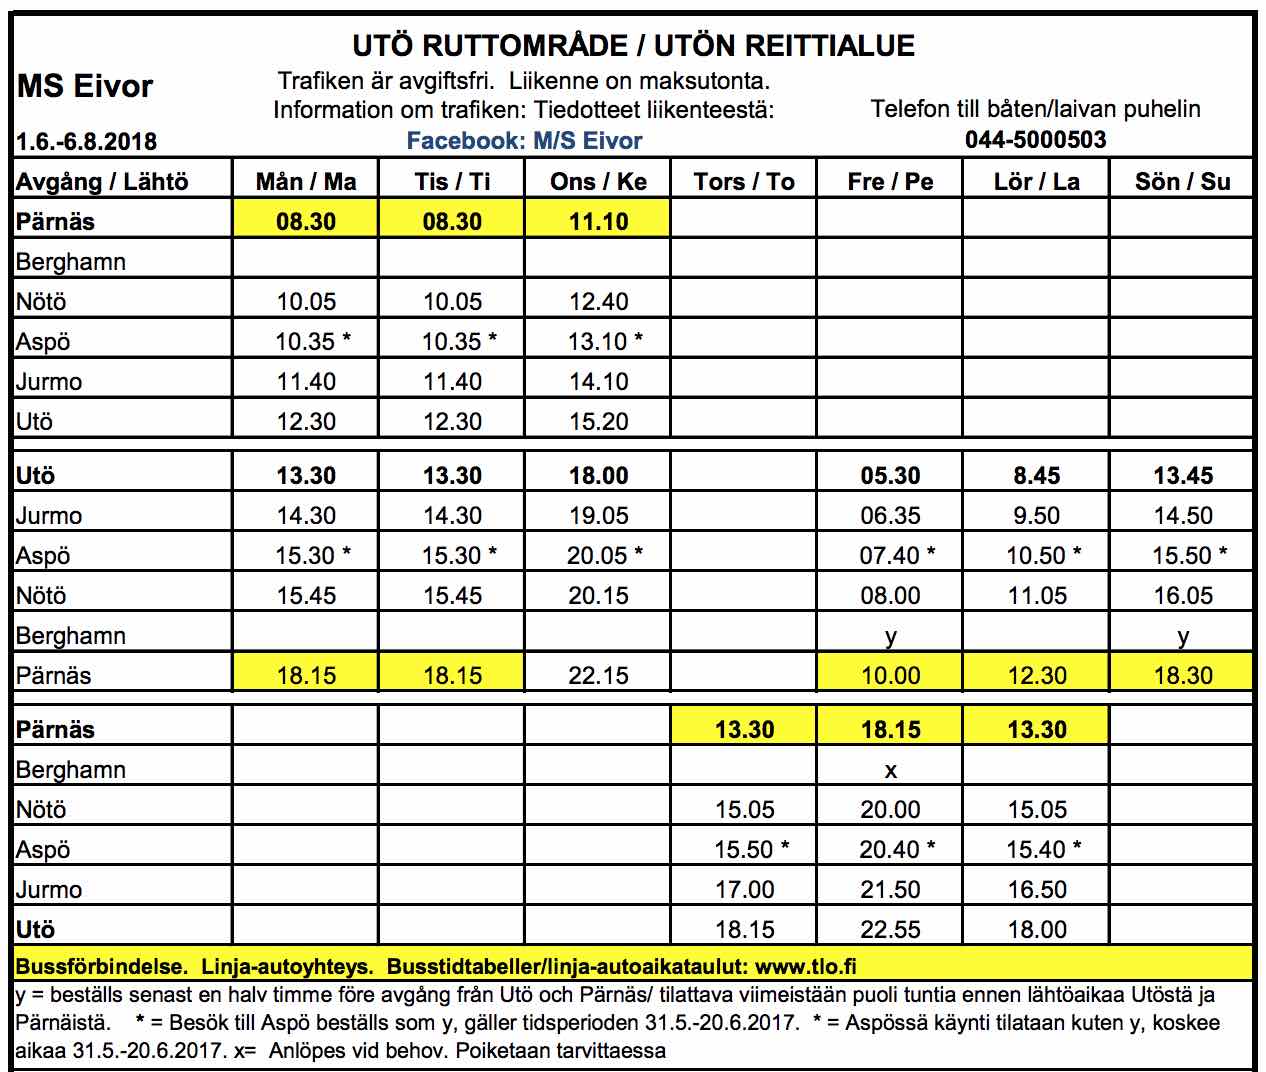 UTÖ RUTTOMRÅDE / UTÖN REITTIALUE
MS Eivor Trafiken är avgiftsfri. Liikenne on maksutonta.
Information om trafiken: Tiedotteet liikenteestä: Telefon till båten/laivan puhelin
1.6.-6.8.2018 Facebook: M/S Eivor 044-5000503
Avgång / Lähtö Mån / Ma Tis / Ti Ons / Ke Tors / To Fre / Pe Lör / La Sön / Su
Pärnäs 08.30 08.30 11.10
Berghamn
Nötö 10.05 10.05 12.40
Aspö 10.35 * 10.35 * 13.10 *
Jurmo 11.40 11.40 14.10
Utö 12.30 12.30 15.20
Utö 13.30 13.30 18.00 05.30 8.45 13.45
Jurmo 14.30 14.30 19.05 06.35 9.50 14.50
Aspö 15.30 * 15.30 * 20.05 * 07.40 * 10.50 * 15.50 *
Nötö 15.45 15.45 20.15 08.00 11.05 16.05
Berghamn y y
Pärnäs 18.15 18.15 22.15 10.00 12.30 18.30
Pärnäs 13.30 18.15 13.30
Berghamn x
Nötö 15.05 20.00 15.05
Aspö 15.50 * 20.40 * 15.40 *
Jurmo 17.00 21.50 16.50
Utö 18.15 22.55 18.00
Bussförbindelse. Linja-autoyhteys. Busstidtabeller/linja-autoaikataulut: www.tlo.fi
y = beställs senast en halv timme före avgång från Utö och Pärnäs/ tilattava viimeistään puoli tuntia ennen lähtöaikaa Utöstä ja
Pärnäistä. * = Besök till Aspö beställs som y, gäller tidsperioden 31.5.-20.6.2017. * = Aspössä käynti tilataan kuten y, koskee
aikaa 31.5.-20.6.2017. x= Anlöpes vid behov. Poiketaan tarvittaessa